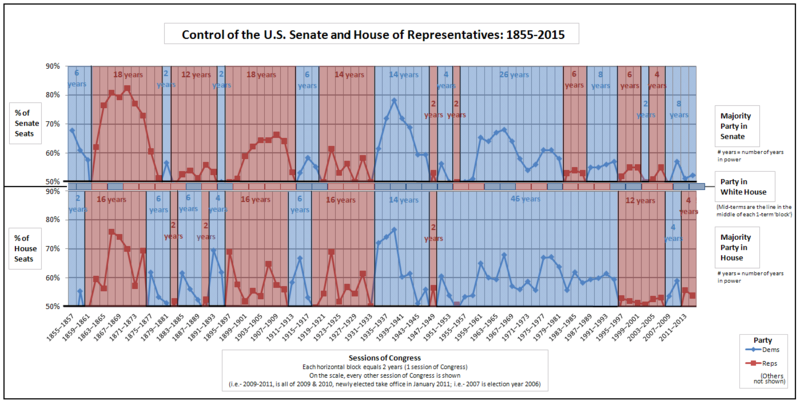 Control of the U.S. Senate and House of Representatives: 1855-2015
90%
80%
70%
60%
50%
% of
Senate
Seats
6
years
18 years
2
years
12 years
2
years
18 years
6
years
14 years
14 years
2
years
4
years
2
years
26 years
6
years
8
years
6
years
2
years
4
years
8
years
Majority
Party in
Senate
# years = number of years
in power
Party in
White House
(Mid-terms are the line in the
middle of each 1-term 'block')
90%
80%
70%
60%
50%
% of
House
Seats
2
years
16 years
6
years
2
years
6
years
2
years
4
years
16 years
6
years
16 years
14 years
2
years
46 years
12 years
4
years
4
years
Majority
Party in
House
# years = number of years
in power
1855-1857
1859-1861
1863-1865
1867-1869
1871-1873
1875-1877
1879-1881
1883-1885
1887-1889
1891-1893
1895-1897
1899-1901
1903-1905
1907-1909
1911-1913
1915-1917
1919-1921
1923-1925
1927-1929
1931-1933
1935-1937
1939-1941
1943-1945
1947-1949
1951-1953
1955-1957
1959-1961
1963-1965
1967-1969
1971-1973
1975-1977
1979-1981
1983-1985
1987-1989
1991-1993
1995-1997
1999-2001
2003-2005
2007-2009
2011-2013
Sessions of Congress
Each horizontal block equals 2 years (1 session of Congress)
On the scale, every other session of Congress is shown
(i.e.- 2009-2011, is all of 2009 & 2010, newly elected take office in January 2011; i.e.- 2007 is election year 2006)
Party
Dems
Reps
(Others
not shown)